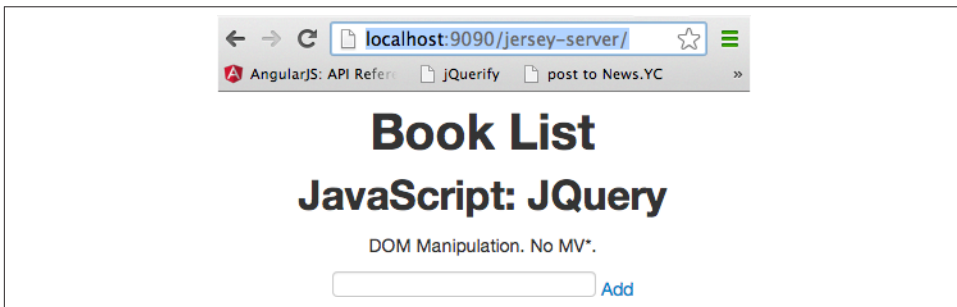 localhost:9090/jersey-server/
AngularJS: API Refere jQuerify post to News.YC »
Book List
JavaScript: JQuery
DOM Manipulation. No MV*.
Add